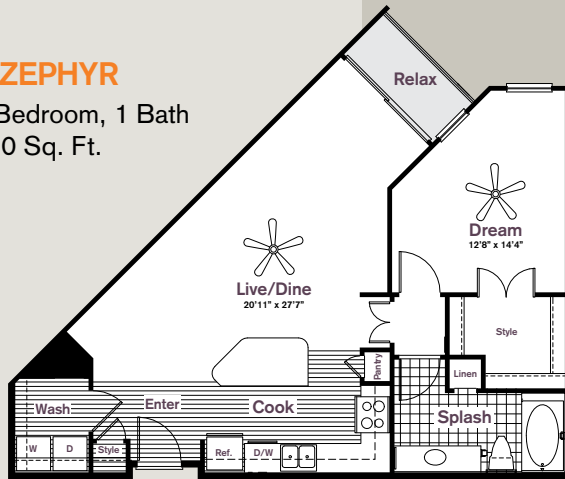 ZEPHYR
Bedroom, 1 Bath
0 Sq. Ft.
Relax
Dream
12'8" x 14'4"
Live/Dine
20'11" x 27'7"
Style
Pantry
Linen
Wash
Enter
Cook
Splash
W
D
Style
Ref.
D/W